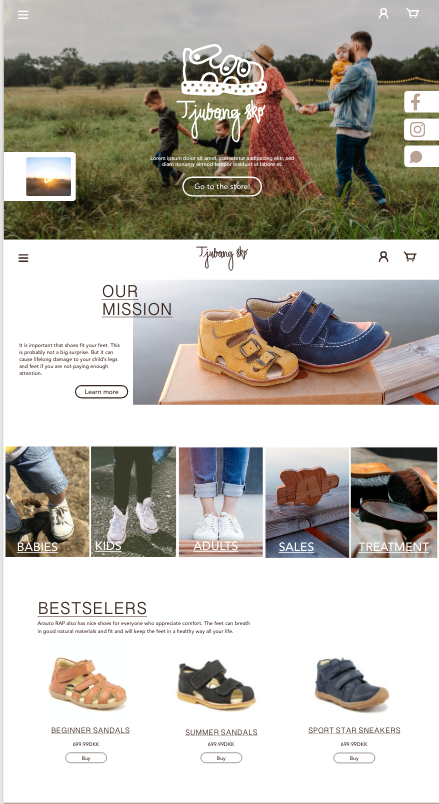 Tjubang sko
Lorem ipsum dolor sit amet, consetetur sadipscing elitr, sed
diam nonumy eirmod tempor invidunt ut labore et.
Go to the store!
Tjubang sko
OUR
MISSION
It is important that shoes fit your feet. This
is probably not a big surprise. But it can
cause lifelong damage to your child's legs
and feet if you are not paying enough
attention.
Learn more
BABIES
KIDS
ADULTS
SALES
TREATMENT
BESTSELERS
Arauto RAP also has nice shoes for everyone who appreciate comfort. The feet can breath
in good natural materials and fit and will keep the feet in a healthy way all your life.
BEGINNER SANDALS
SUMMER SANDALS
SPORT STAR SNEAKERS
699.99DKK
699.99DKK
699.99DKK
Buy
Buy
Buy